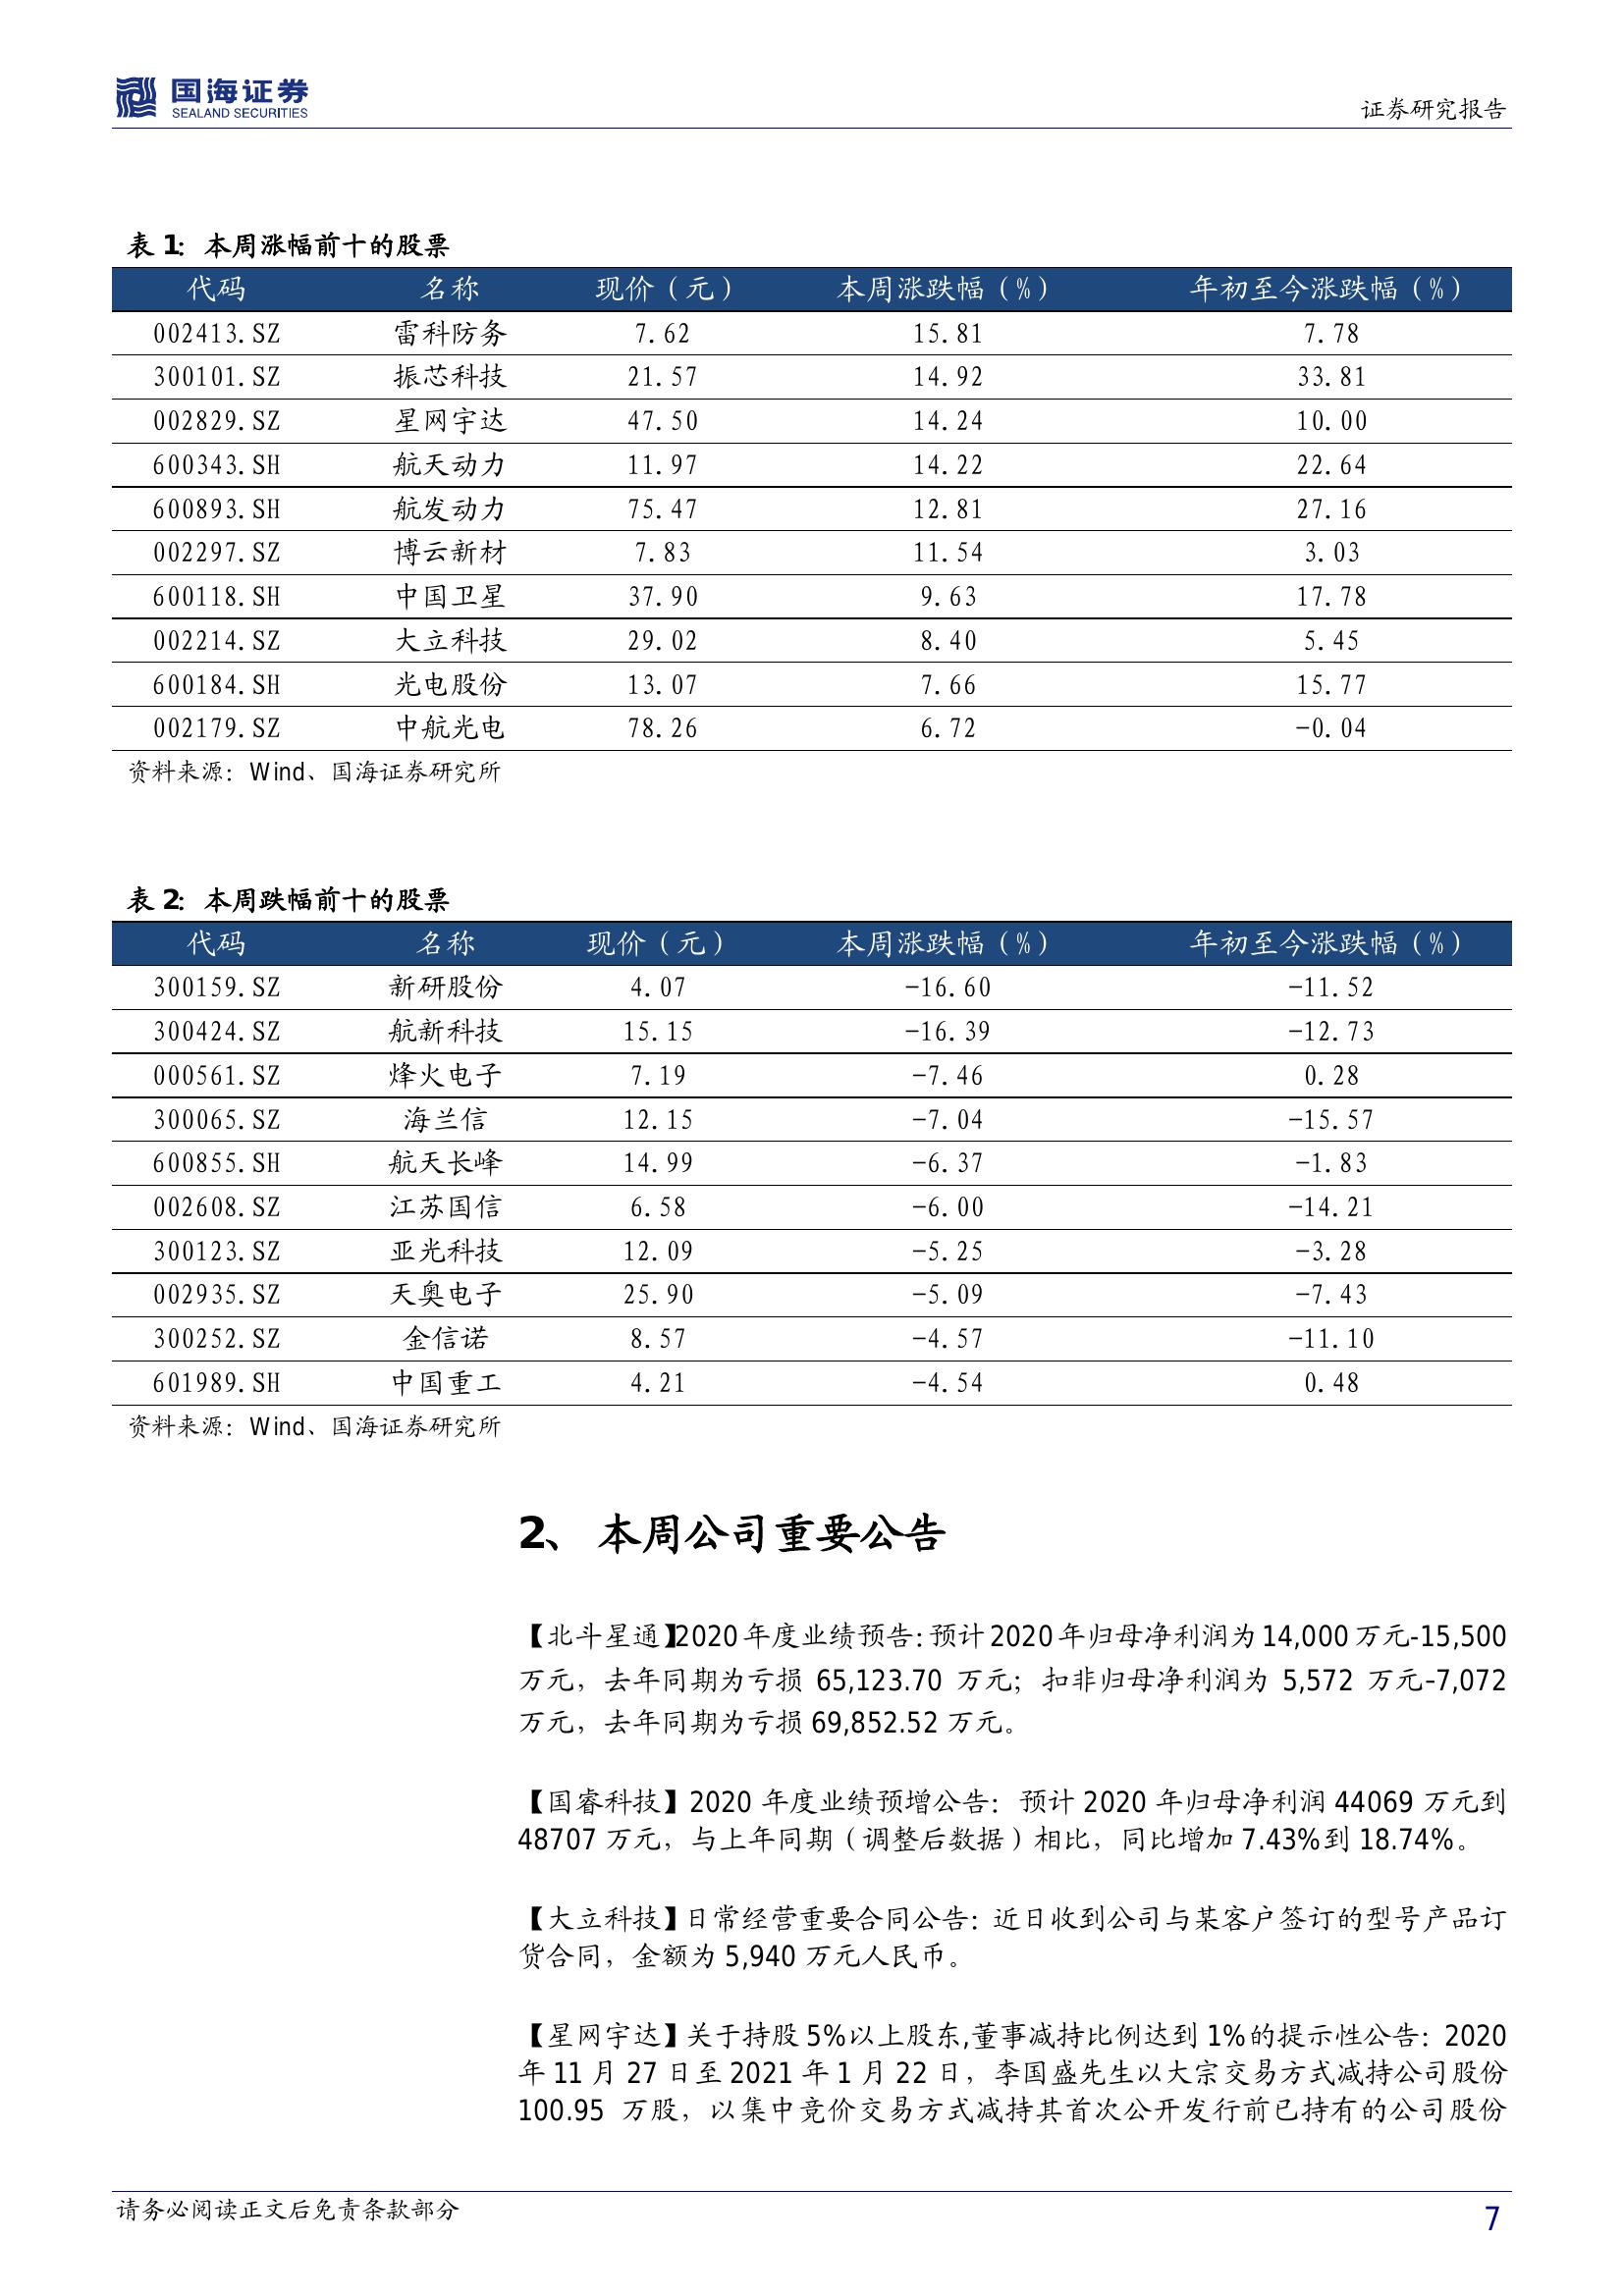 国海证券
SEALAND SECURITIES
证券研究报告
表 1: 本周涨幅前十的股票
代码 名称 现价（元） 本周涨跌幅（%） 年初至今涨跌幅（%）
002413.SZ 雷科防务 7.62 15.81 7.78
300101.SZ 振芯科技 21.57 14.92 33.81
002829.SZ 星网宇达 47.50 14.24 10.00
600343.SH 航天动力 11.97 14.22 22.64
600893.SH 航发动力 75.47 12.81 27.16
002297.SZ 博云新材 7.83 11.54 3.03
600118.SH 中国卫星 37.90 9.63 17.78
002214.SZ 大立科技 29.02 8.40 5.45
600184.SH 光电股份 13.07 7.66 15.77
002179.SZ 中航光电 78.26 6.72 -0.04
资料来源：Wind、国海证券研究所
表 2: 本周跌幅前十的股票
代码 名称 现价（元） 本周涨跌幅（%） 年初至今涨跌幅（%）
300159.SZ 新研股份 4.07 -16.60 -11.52
300424.SZ 航新科技 15.15 -16.39 -12.73
000561.SZ 烽火电子 7.19 -7.46 0.28
300065.SZ 海兰信 12.15 -7.04 -15.57
600855.SH 航天长峰 14.99 -6.37 -1.83
002608.SZ 江苏国信 6.58 -6.00 -14.21
300123.SZ 亚光科技 12.09 -5.25 -3.28
002935.SZ 天奥电子 25.90 -5.09 -7.43
300252.SZ 金信诺 8.57 -4.57 -11.10
601989.SH 中国重工 4.21 -4.54 0.48
资料来源：Wind、国海证券研究所
2、 本周公司重要公告
【北斗星通】2020 年度业绩预告：预计 2020 年归母净利润为 14,000 万元-15,500
万元，去年同期为亏损 65,123.70 万元；扣非归母净利润为 5,572 万元-7,072
万元，去年同期为亏损 69,852.52 万元。
【国睿科技】2020 年度业绩预增公告：预计 2020 年归母净利润 44069 万元到
48707 万元，与上年同期（调整后数据）相比，同比增加 7.43%到 18.74%。
【大立科技】日常经营重要合同公告：近日收到公司与某客户签订的型号产品订
货合同，金额为 5,940 万元人民币。
【星网宇达】关于持股 5%以上股东,董事减持比例达到 1%的提示性公告：2020
年 11 月 27 日至 2021 年 1 月 22 日，李国盛先生以大宗交易方式减持公司股份
100.95 万股，以集中竞价交易方式减持其首次公开发行前已持有的公司股份
请务必阅读正文后免责条款部分
7